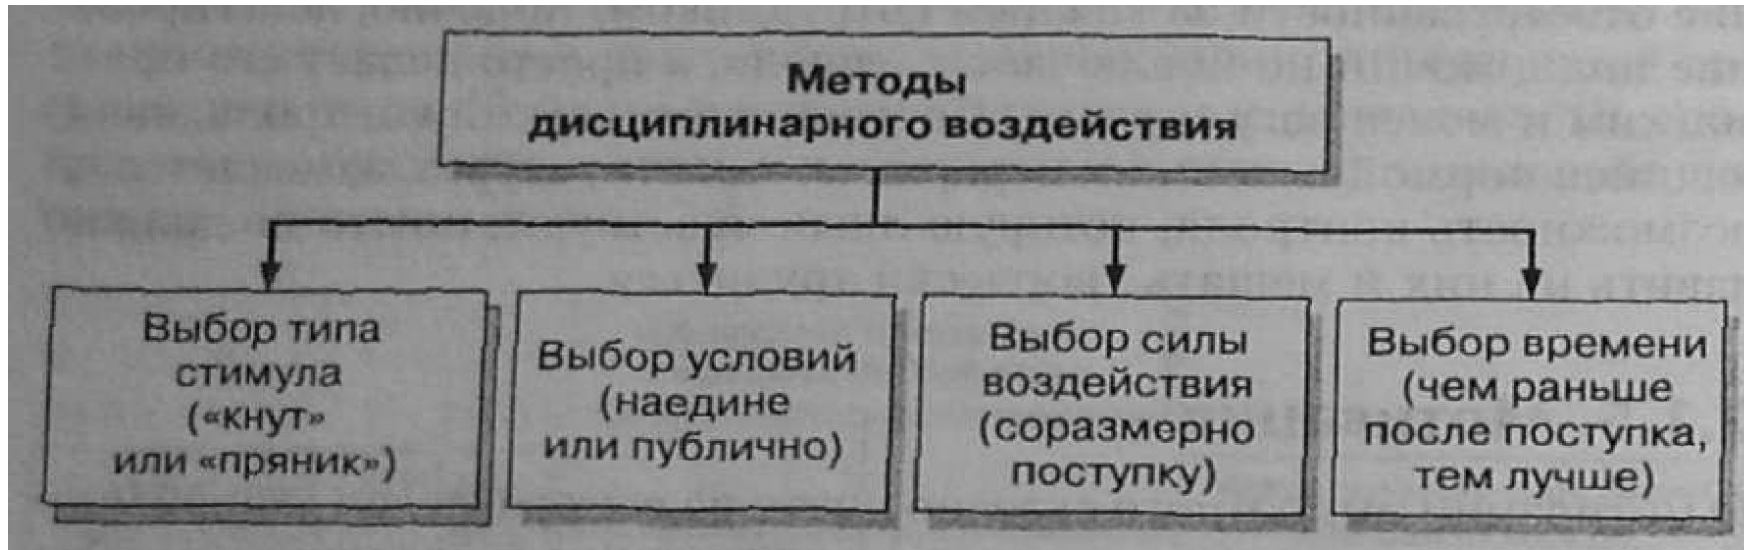 Методы
дисциплинарного воздействия
Выбор типа
стимула
(«кнут»
или «пряник»)
Выбор условий
(наедине
или публично)
Выбор силы
воздействия
(соразмерно
поступку)
Выбор времени
(чем раньше
после поступка,
тем лучше)